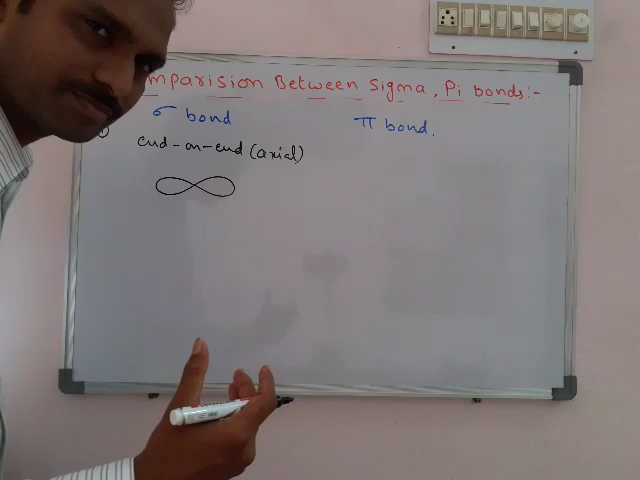 mparision Between Sigma, Pi bonds:-
σ bond
π bond.
end-on-end (axial)